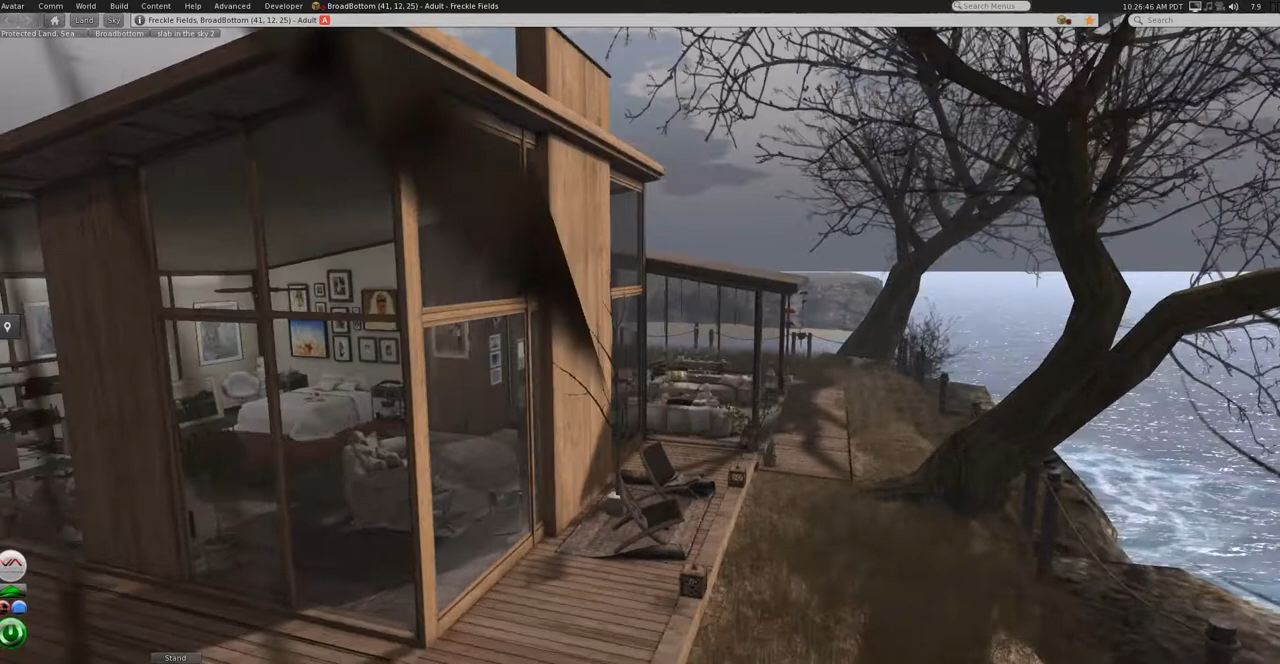 Avatar Comm World Build Content Help Advanced Developer BroadBottom (41, 12, 25) - Adult - Freckle Fields Search Menus 10:26:46 AM PDT 7.9
Land Sky Freckle Fields, BroadBottom (41, 12, 25) - Adult A Search
Protected Land, Sea... Broadbottom slab in the sky 2
Stand